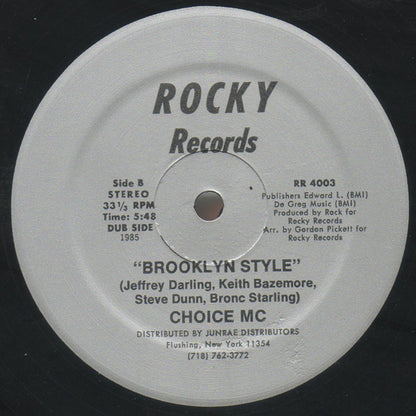 ROCKY
Records
Side B
STEREO
33⅓ RPM
Time: 5:48
DUB SIDE
1985
RR 4003
Publishers Edward L. (BMI)
De Greg Music (BMI)
Produced by Rock for
Rocky Records
Arr. by Gordon Pickett for
Rocky Records
"BROOKLYN STYLE"
(Jeffrey Darling, Keith Bazemore,
Steve Dunn, Bronc Starling)
CHOICE MC
DISTRIBUTED BY JUNRAE DISTRIBUTORS
Flushing, New York 11354
(718) 762-3772